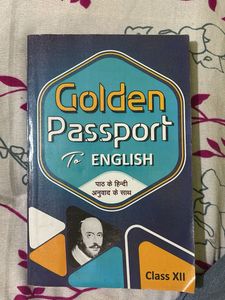 Golden
Passport
To ENGLISH
पाठ के हिन्दी
अनुवाद के साथ
Class XII